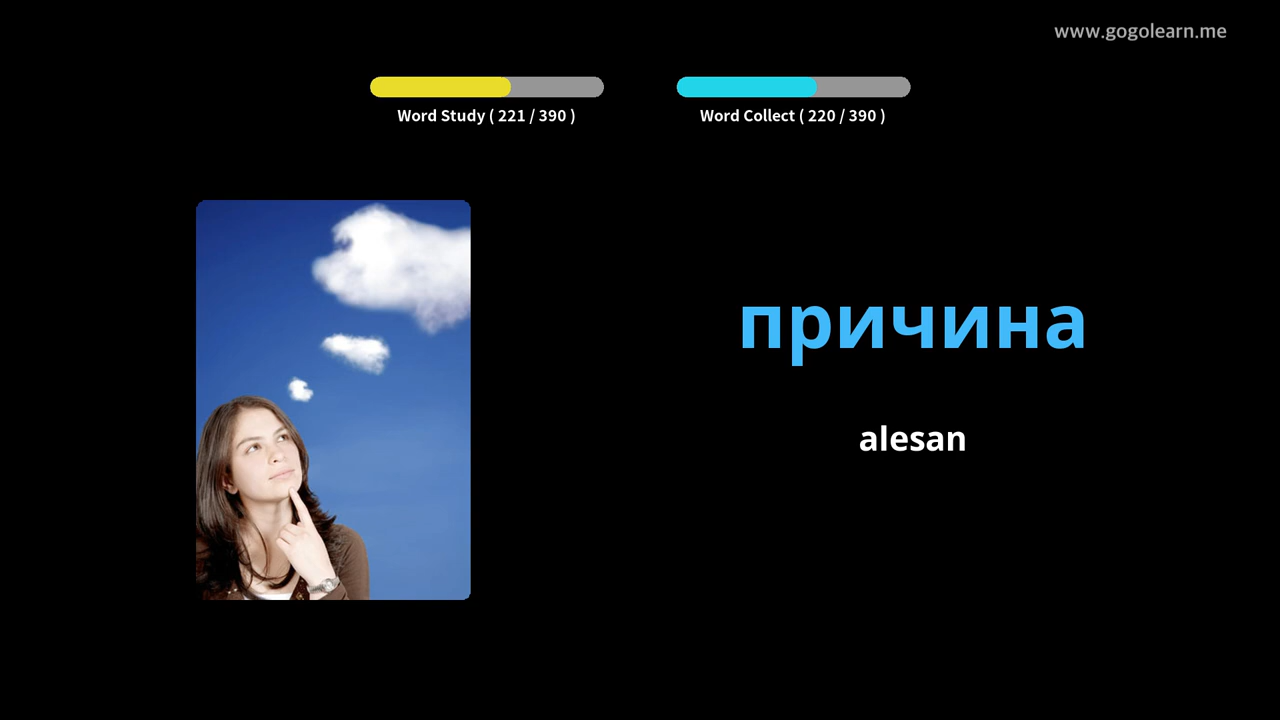 www.gogolearn.me
Word Study ( 221 / 390 )
Word Collect ( 220 / 390 )
причина
alesan